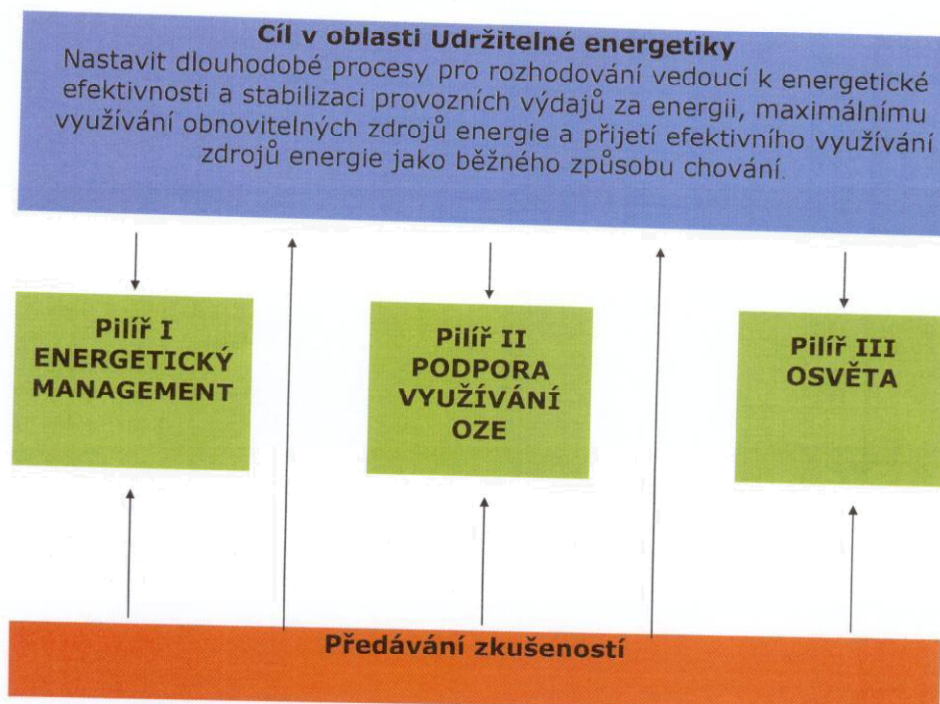 Cíl v oblasti Udržitelné energetiky
Nastavit dlouhodobé procesy pro rozhodování vedoucí k energetické
efektivnosti a stabilizaci provozních výdajů za energii, maximálnímu
využívání obnovitelných zdrojů energie a přijetí efektivního využívání
zdrojů energie jako běžného způsobu chování.
Pilíř I
ENERGETICKÝ
MANAGEMENT
Pilíř II
PODPORA
VYUŽÍVÁNÍ
OZE
Pilíř III
OSVĚTA
Předávání zkušeností